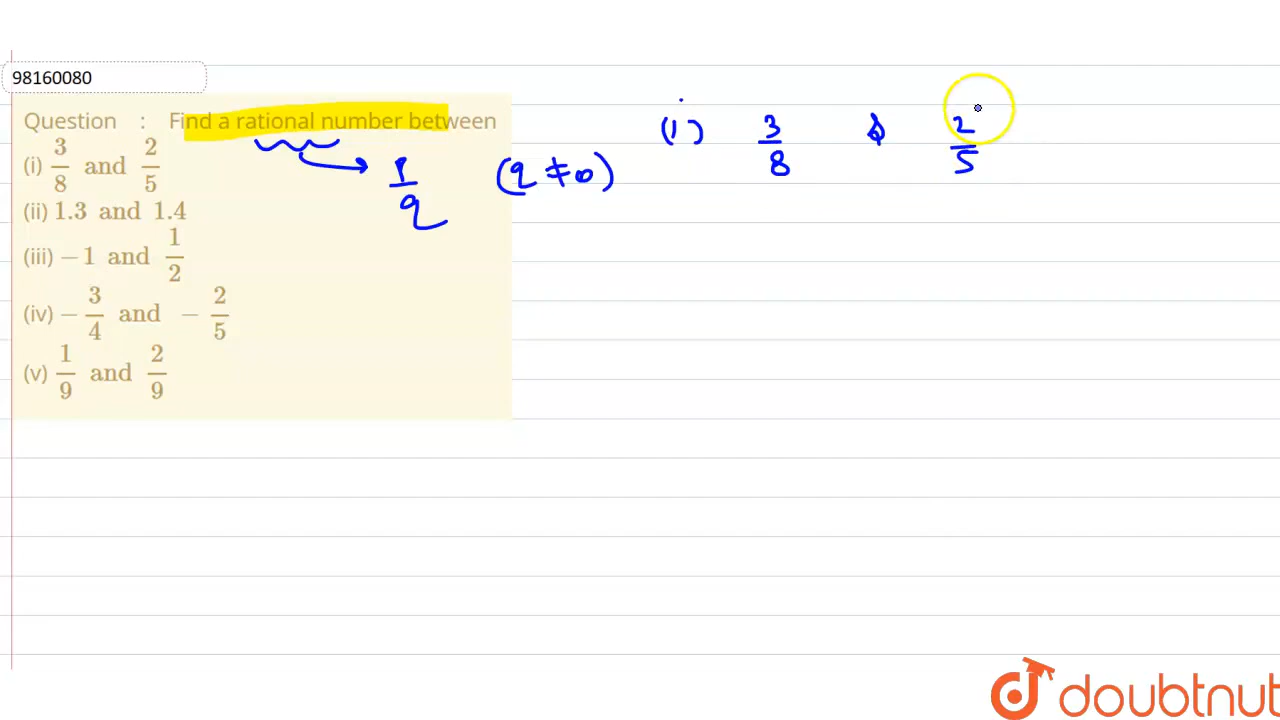 98160080
Question : Find a rational number between
(i) 3/8 and 2/5
(ii) 1.3 and 1.4
(iii) −1 and 1/2
(iv) −3/4 and −2/5
(v) 1/9 and 2/9
p/q (q ≠ 0)
(i) 3/8 & 2/5
doubtnut